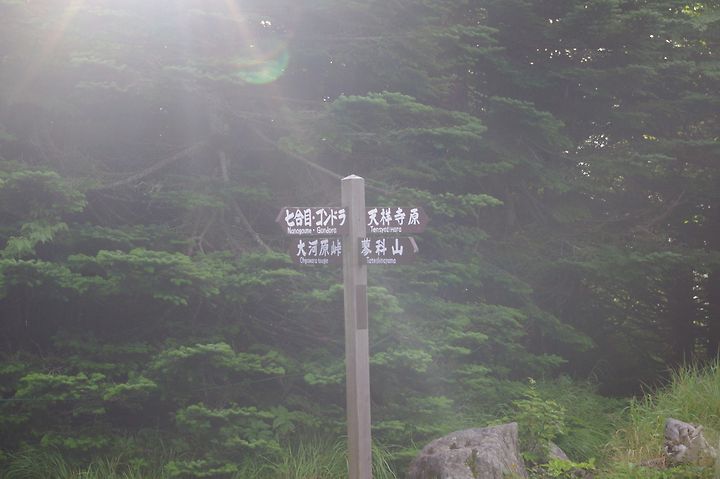 七合目・ゴンドラ
Nanagoume・Gondora
天祥寺原
Tensyozihara
大河原峠
Ohgawara touge
蓼科山
Tateshinayama